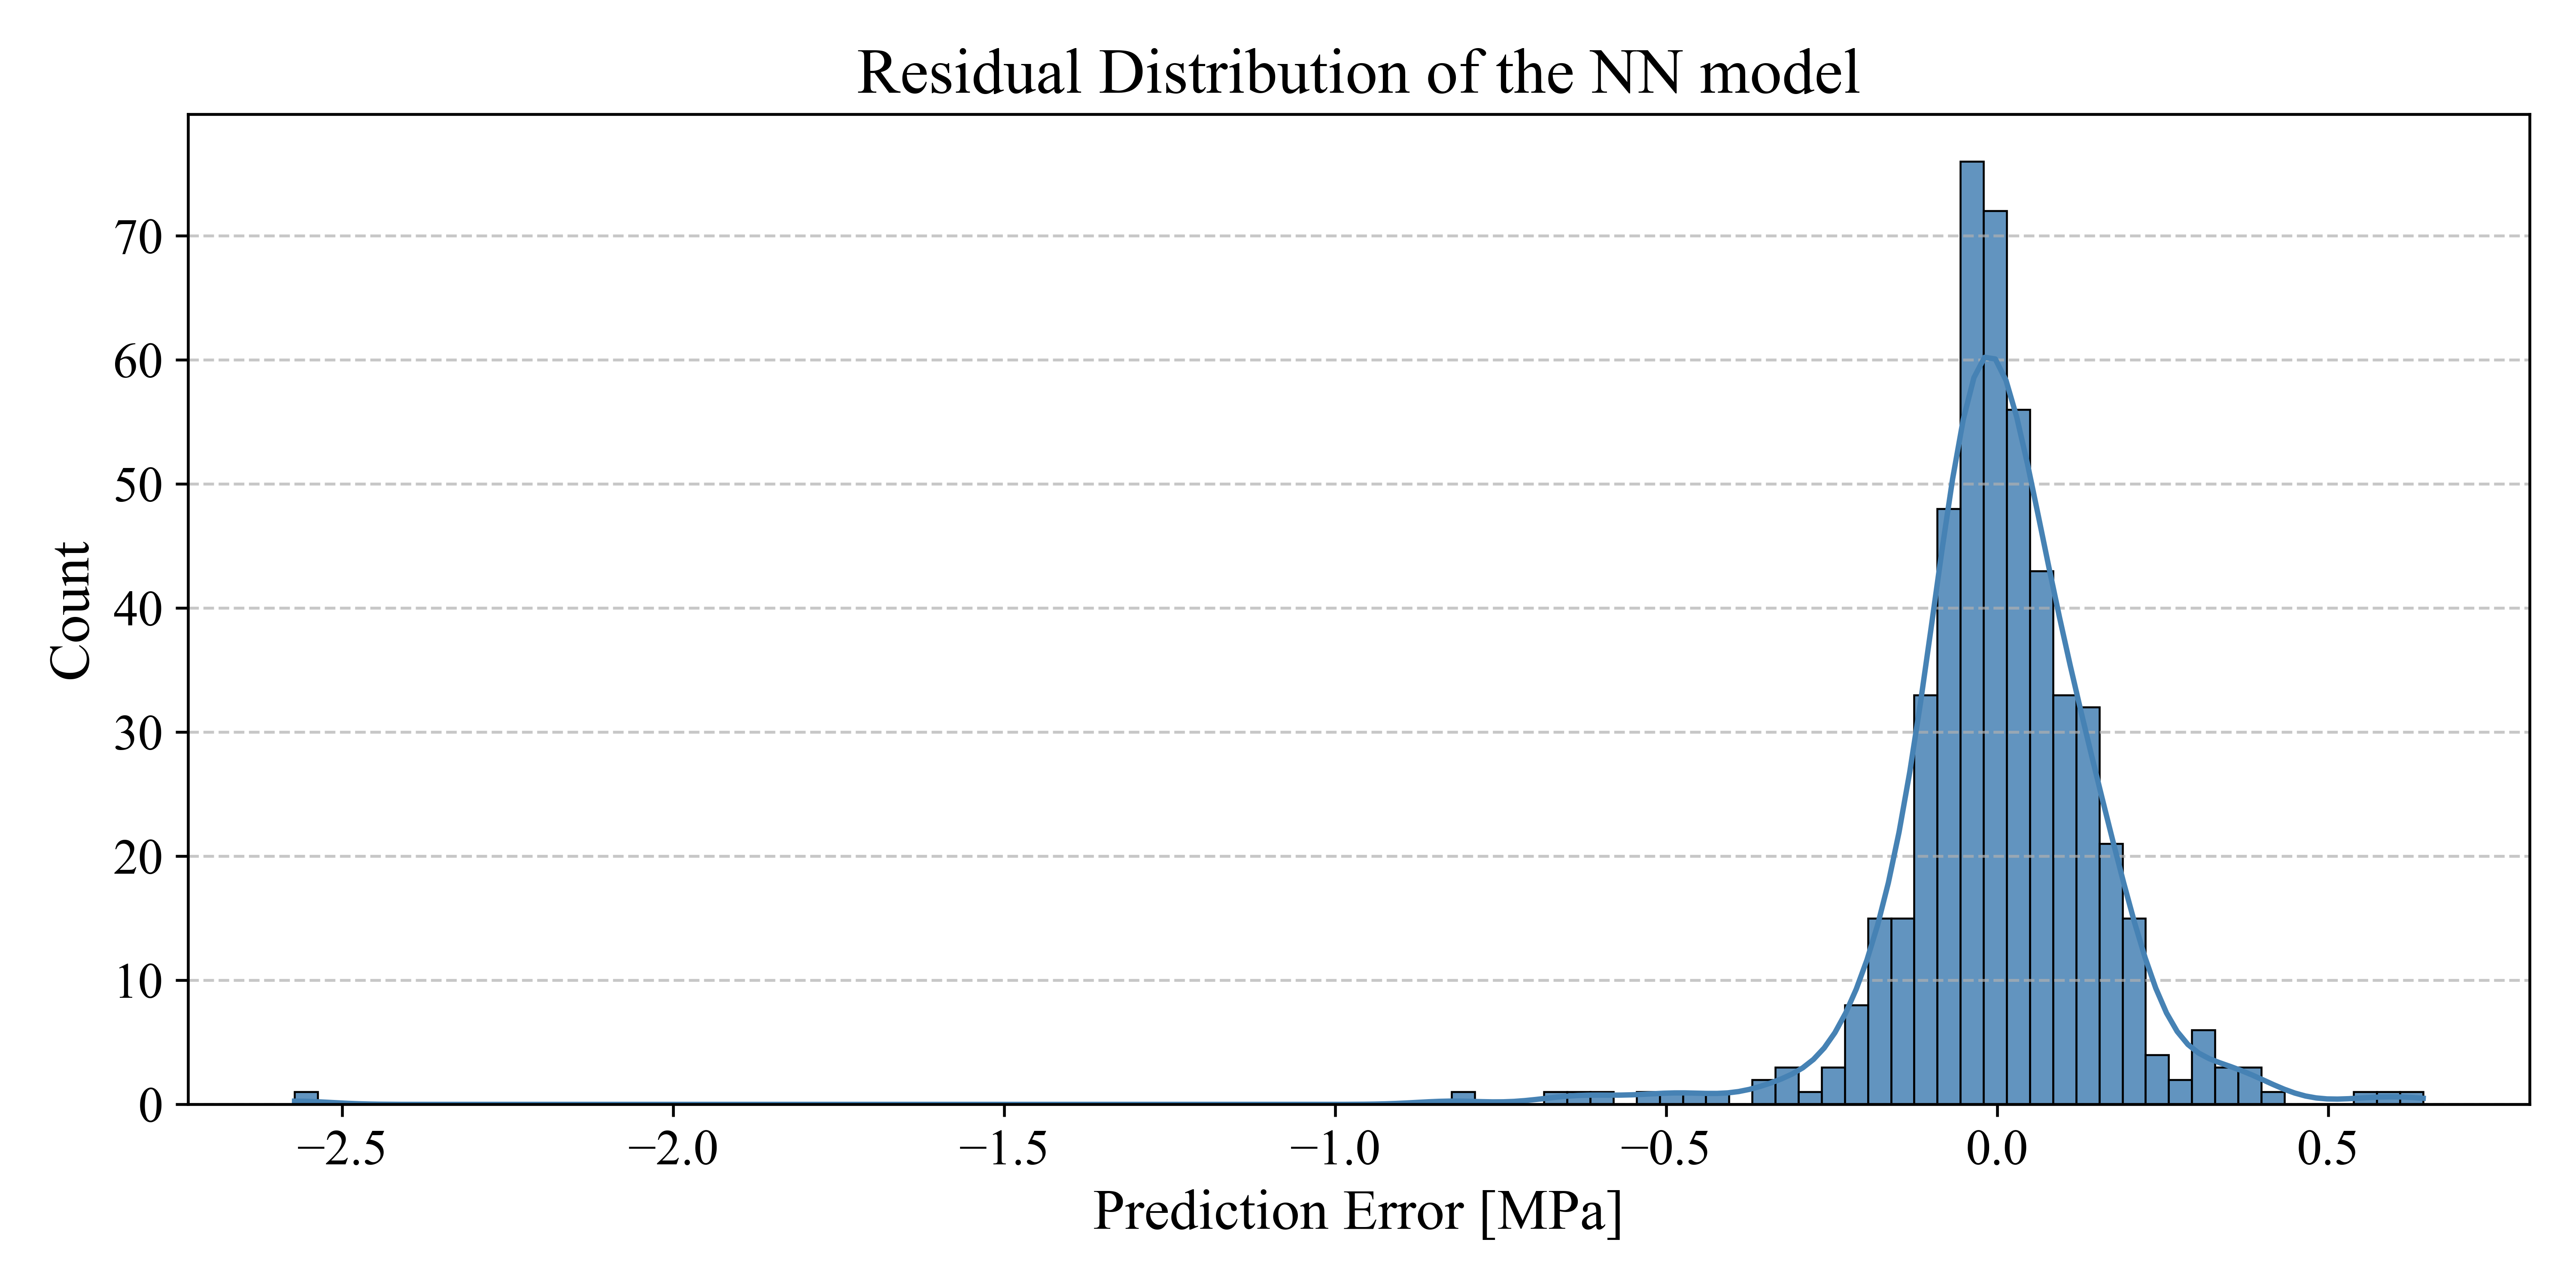 Residual Distribution of the NN model
Count
70
60
50
40
30
20
10
0
−2.5 −2.0 −1.5 −1.0 −0.5 0.0 0.5
Prediction Error [MPa]